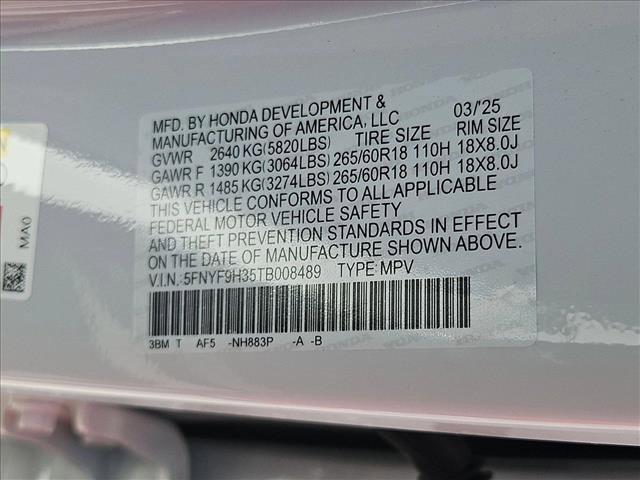 MFD. BY HONDA DEVELOPMENT &
MANUFACTURING OF AMERICA, LLC 03/'25
GVWR 2640 KG(5820LBS) TIRE SIZE RIM SIZE
GAWR F 1390 KG(3064LBS) 265/60R18 110H 18X8.0J
GAWR R 1485 KG(3274LBS) 265/60R18 110H 18X8.0J
THIS VEHICLE CONFORMS TO ALL APPLICABLE
FEDERAL MOTOR VEHICLE SAFETY
AND THEFT PREVENTION STANDARDS IN EFFECT
ON THE DATE OF MANUFACTURE SHOWN ABOVE.
V.I.N. 5FNYF9H35TB008489 TYPE: MPV
3BM T AF5 -NH883P -A -B
MA0